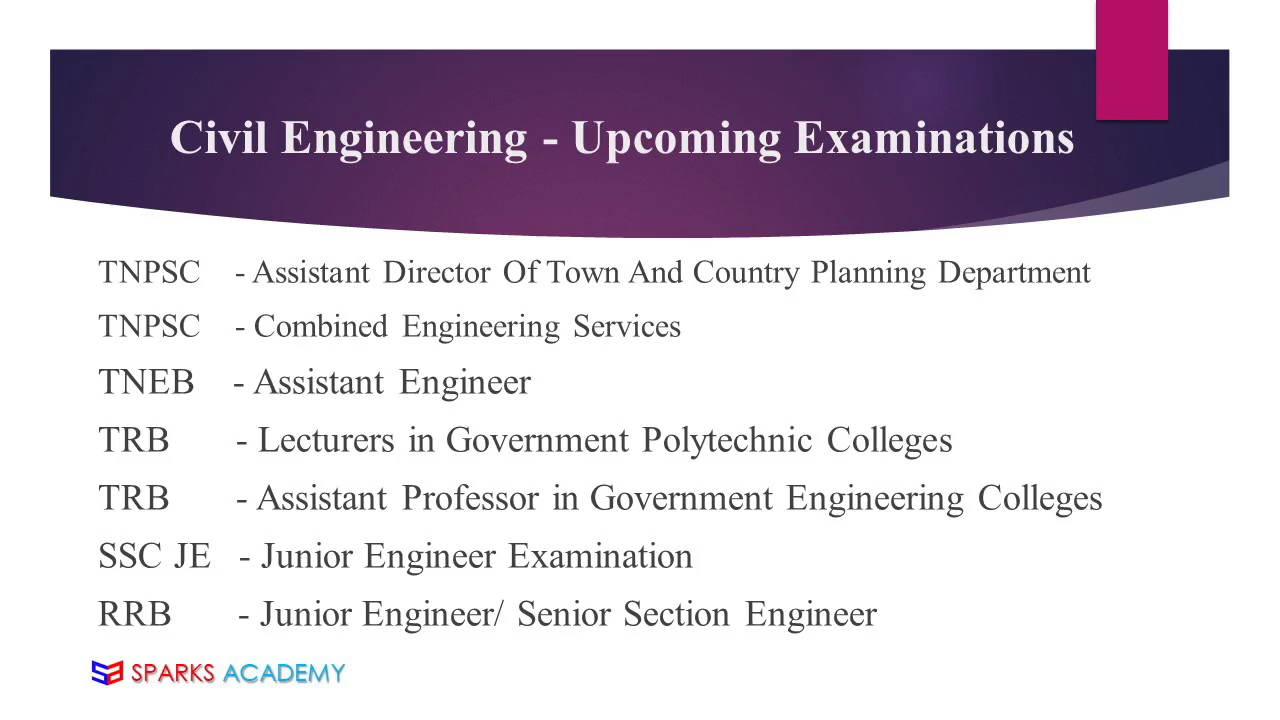 Civil Engineering - Upcoming Examinations
TNPSC - Assistant Director Of Town And Country Planning Department
TNPSC - Combined Engineering Services
TNEB - Assistant Engineer
TRB - Lecturers in Government Polytechnic Colleges
TRB - Assistant Professor in Government Engineering Colleges
SSC JE - Junior Engineer Examination
RRB - Junior Engineer/ Senior Section Engineer
SPARKS ACADEMY